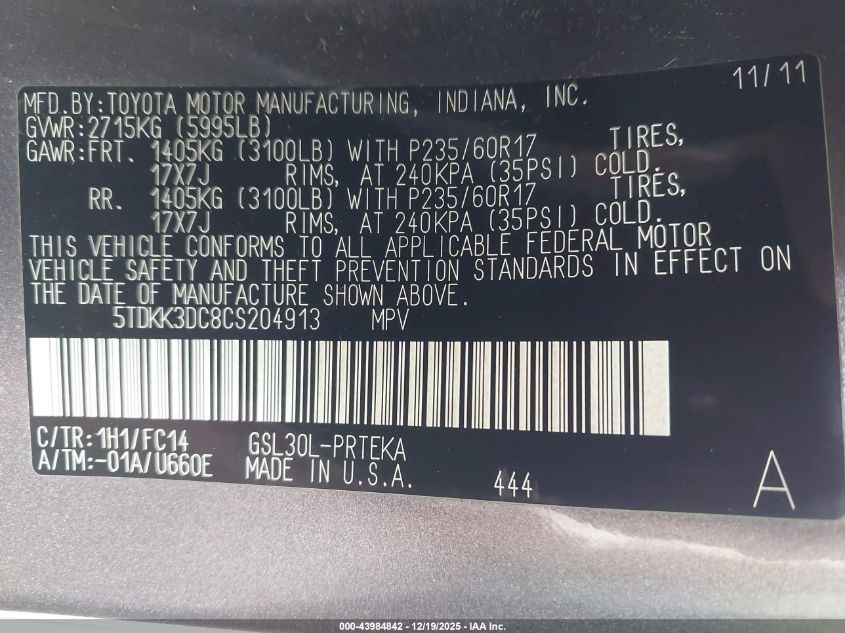 11/11
MFD.BY:TOYOTA MOTOR MANUFACTURING, INDIANA, INC.
GVWR:2715KG (5995LB)
GAWR:FRT. 1405KG (3100LB) WITH P235/60R17 TIRES,
17X7J RIMS, AT 240KPA (35PSI) COLD.
RR. 1405KG (3100LB) WITH P235/60R17 TIRES,
17X7J RIMS, AT 240KPA (35PSI) COLD.
THIS VEHICLE CONFORMS TO ALL APPLICABLE FEDERAL MOTOR
VEHICLE SAFETY AND THEFT PREVENTION STANDARDS IN EFFECT ON
THE DATE OF MANUFACTURE SHOWN ABOVE.
5TDKK3DC8CS204913 MPV
C/TR:1H1/FC14 GSL30L-PRTEKA
A/TM:-01A/U660E MADE IN U.S.A.
444 A
000-43984842 - 12/19/2025 - IAA Inc.